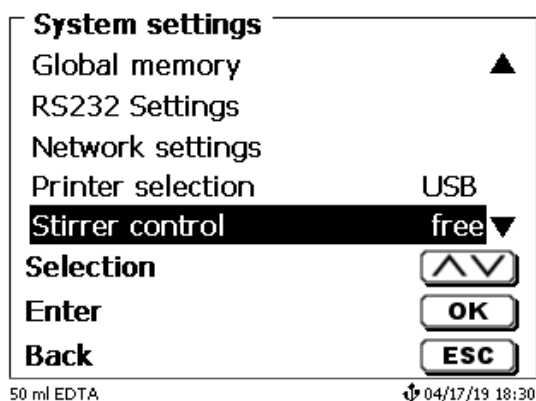 System settings
Global memory
RS232 Settings
Network settings
Printer selection USB
Stirrer control free
Selection
Enter OK
Back ESC
50 ml EDTA 04/17/19 18:30